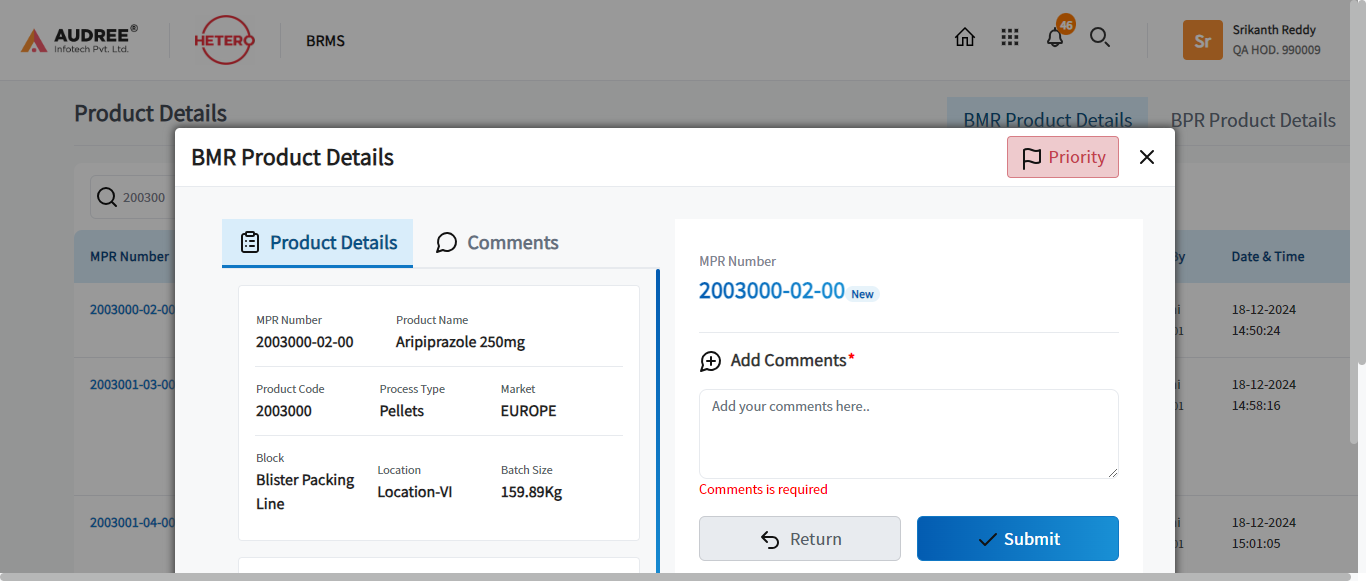 AUDREE®
Infotech Pvt. Ltd.
HETERO
BRMS
46
Sr
Srikanth Reddy
QA HOD. 990009
Product Details
BMR Product Details
BPR Product Details
BMR Product Details
Priority
200300
Product Details
Comments
MPR Number
Date & Time
MPR Number
2003000-02-00
Product Name
Aripiprazole 250mg
Product Code
2003000
Process Type
Pellets
Market
EUROPE
Block
Blister Packing
Line
Location
Location-VI
Batch Size
159.89Kg
MPR Number
2003000-02-00 New
Add Comments*
Add your comments here..
Comments is required
Return
Submit
2003000-02-00
18-12-2024
14:50:24
2003001-03-00
18-12-2024
14:58:16
2003001-04-00
18-12-2024
15:01:05